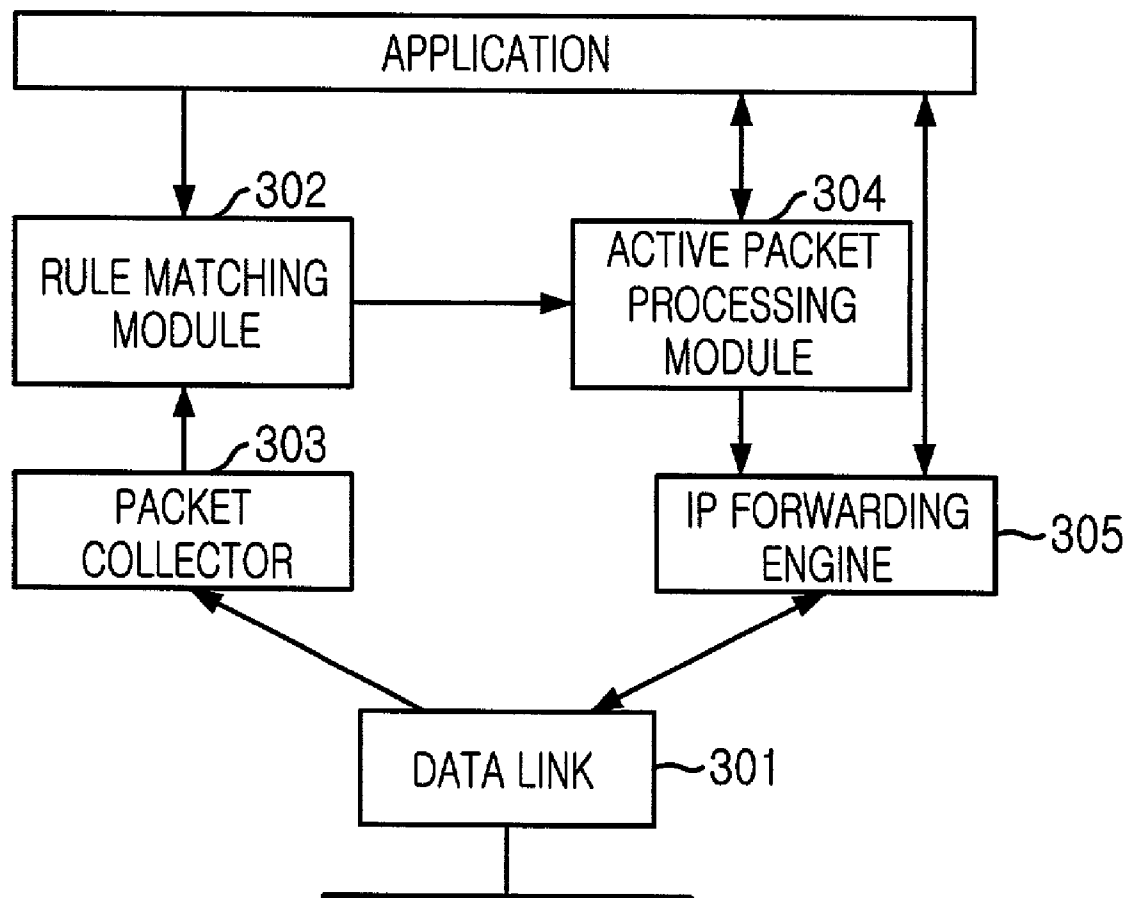 APPLICATION
302
304
RULE MATCHING
MODULE
ACTIVE PACKET
PROCESSING
MODULE
303
PACKET
COLLECTOR
IP FORWARDING
ENGINE
305
DATA LINK
301